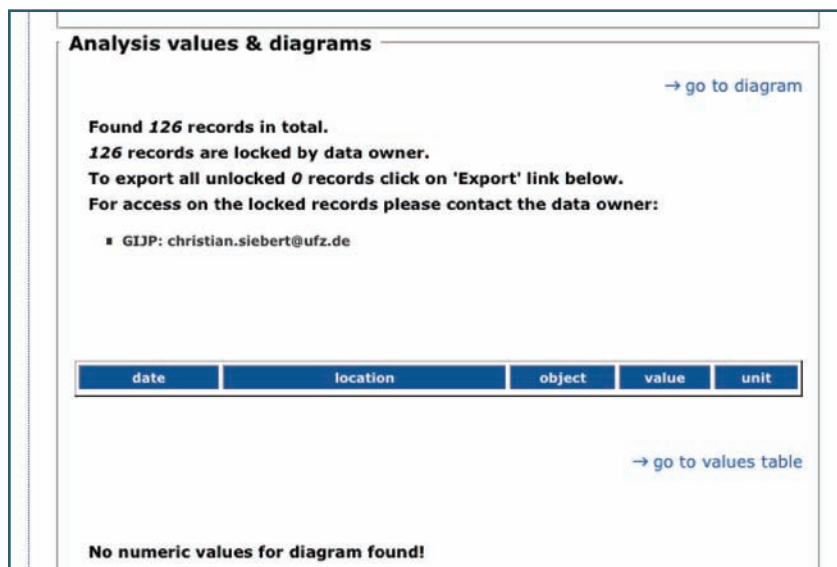 Analysis values & diagrams
→ go to diagram
Found 126 records in total.
126 records are locked by data owner.
To export all unlocked 0 records click on 'Export' link below.
For access on the locked records please contact the data owner:
▪ GIJP: christian.siebert@ufz.de
date location object value unit
→ go to values table
No numeric values for diagram found!